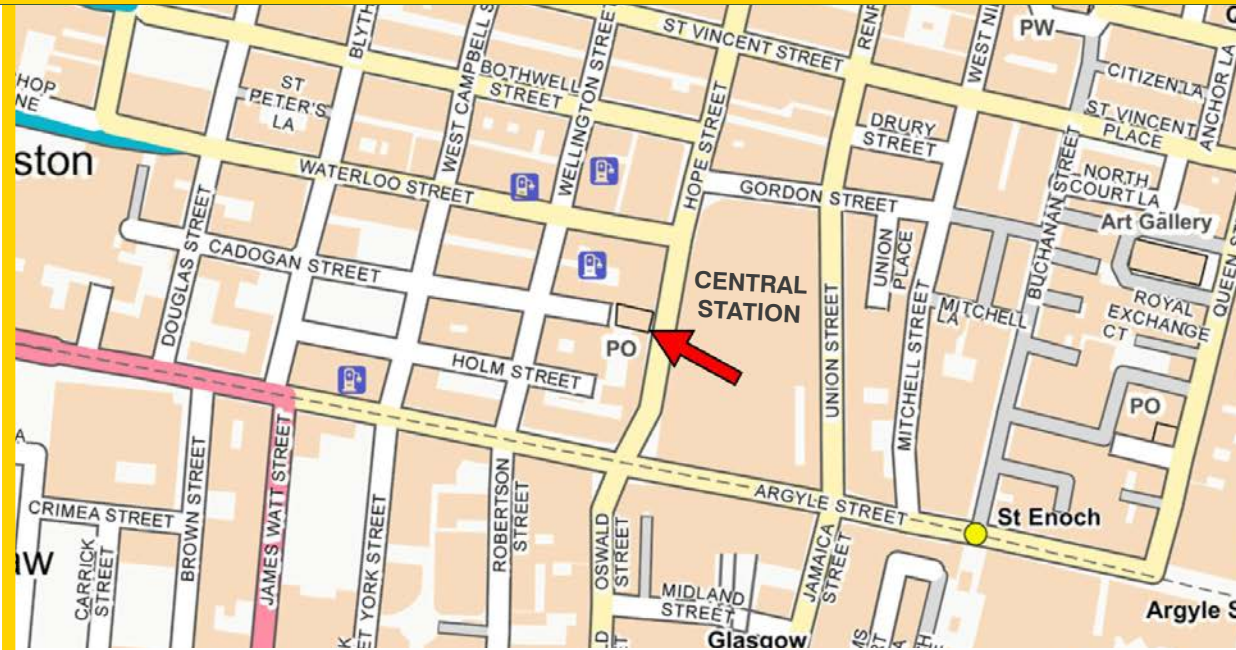 ST VINCENT STREET
PW
CITIZEN LA
ANCHOR LA
ST VINCENT
PLACE
BOTHWELL
STREET
ST
PETER'S
LA
WEST CAMPBELL S
WELLINGTON STREET
HOPE STREET
DRURY
STREET
WEST NI
RENF
BLYTH
HOP
NE
ston
WATERLOO STREET
GORDON STREET
NORTH
COURT LA
Art Gallery
BUCHANAN STREET
DOUGLAS STREET
CADOGAN STREET
CENTRAL
STATION
UNION
PLACE
UNION STREET
MITCHELL
LA
MITCHELL STREET
ROYAL
EXCHANGE
CT
QUEEN ST
PO
HOLM STREET
PO
ARGYLE STREET
St Enoch
CRIMEA STREET
BROWN STREET
JAMES WATT STREET
ROBERTSON
STREET
OSWALD
STREET
JAMAICA
STREET
MIDLAND
STREET
CARRICK
STREET
ET YORK STREET
Argyle S
Glasgow